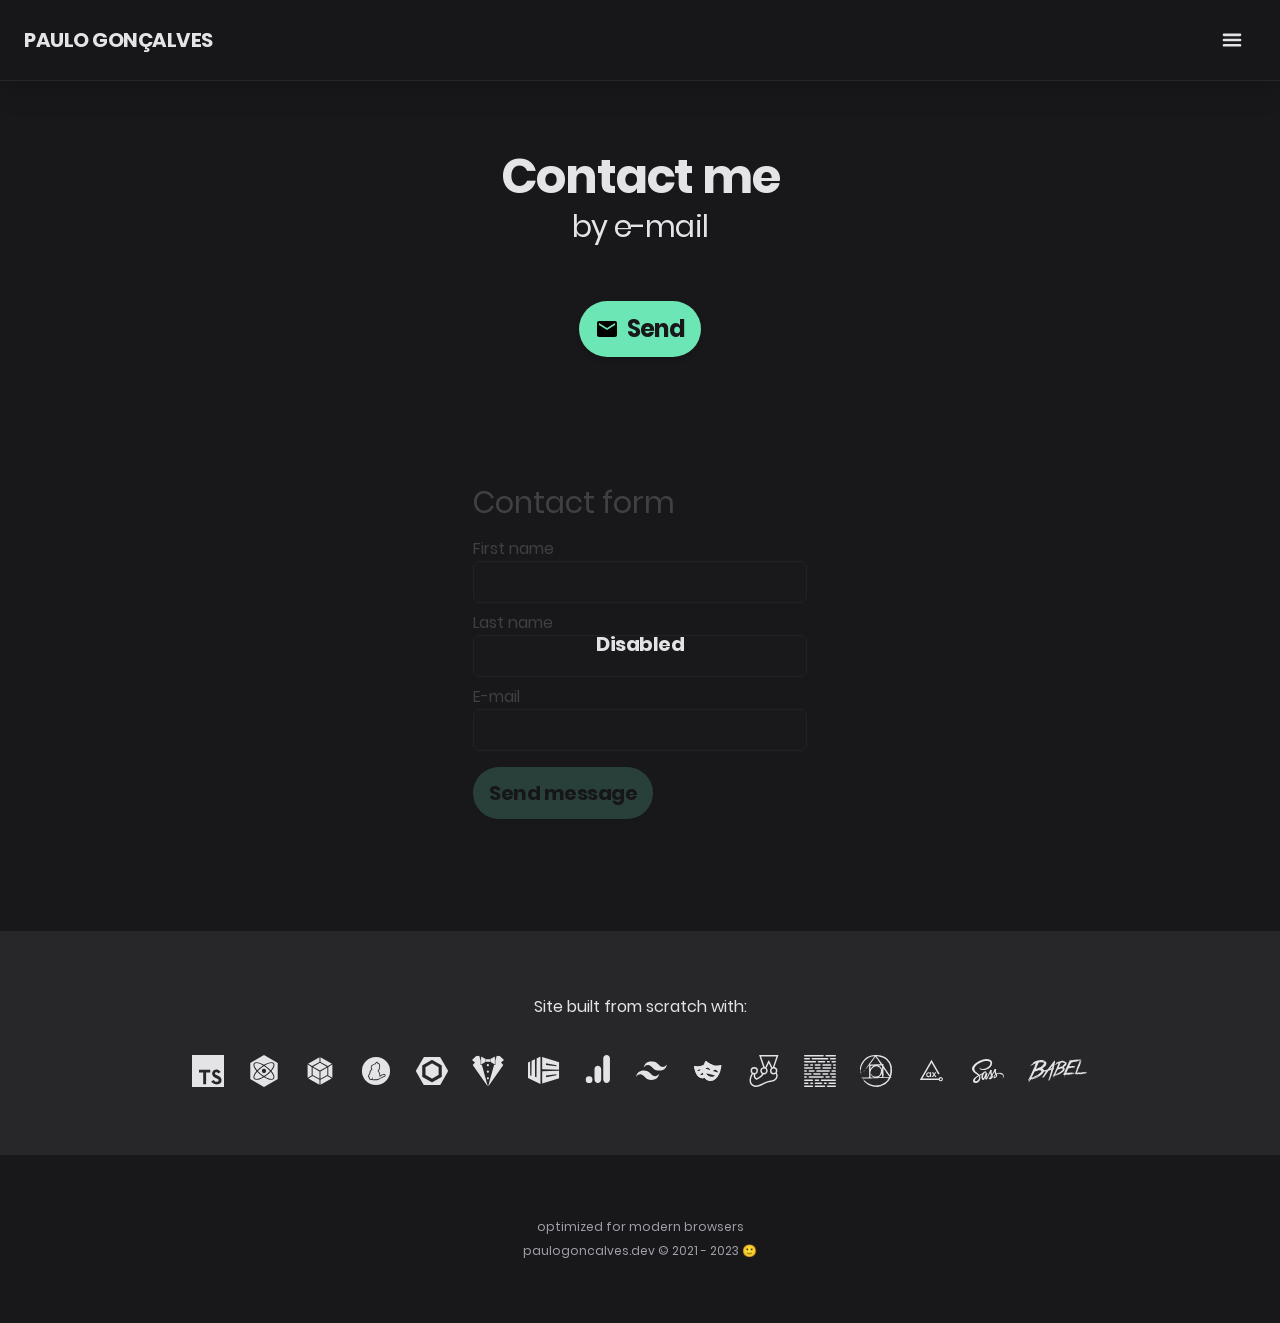 PAULO GONÇALVES
Contact me
by e-mail
Send
Contact form
First name
Last name
Disabled
E-mail
Send message
Site built from scratch with:
TS
ax
Sass
BABEL
optimized for modern browsers
paulogoncalves.dev © 2021 - 2023 🙂